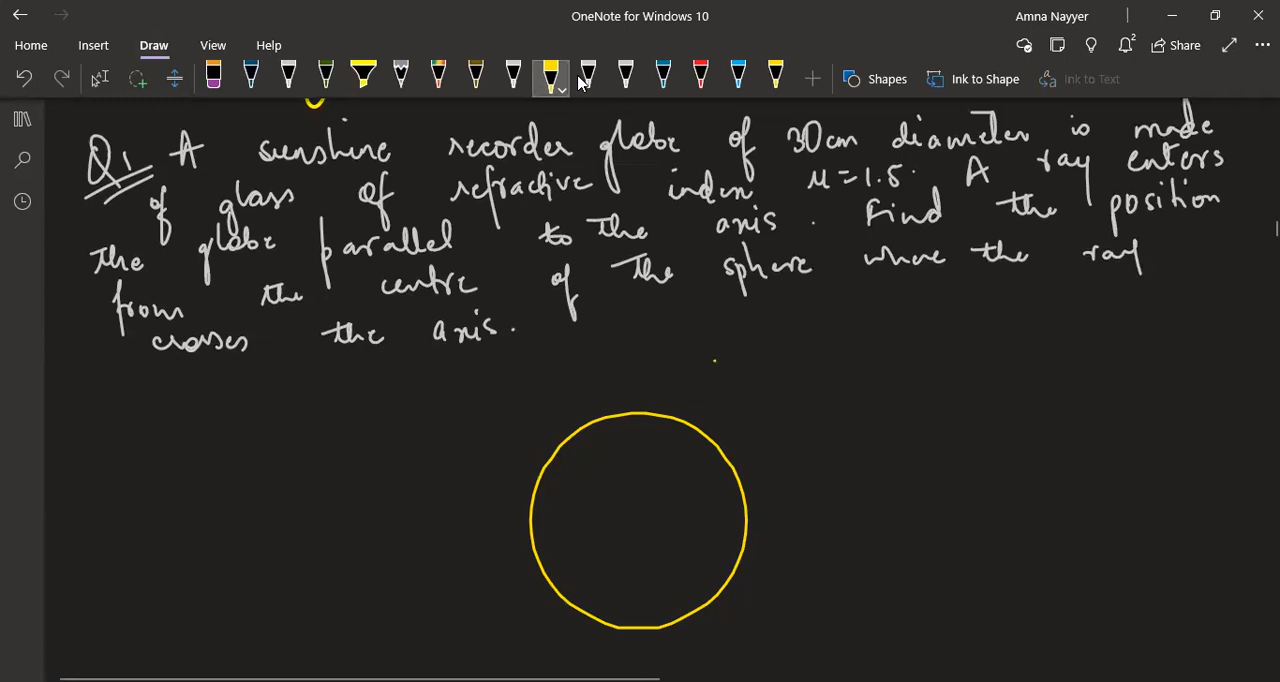 OneNote for Windows 10
Amna Nayyer
Home Insert Draw View Help
2
Share
Shapes
Ink to Shape
Ink to Text
Q1 A sunshine recorder globe of 30cm diameter is made
of glass of refractive index μ = 1.5. A ray enters
the globe parallel to the axis. Find the position
from the centre of the sphere where the ray
crosses the axis.